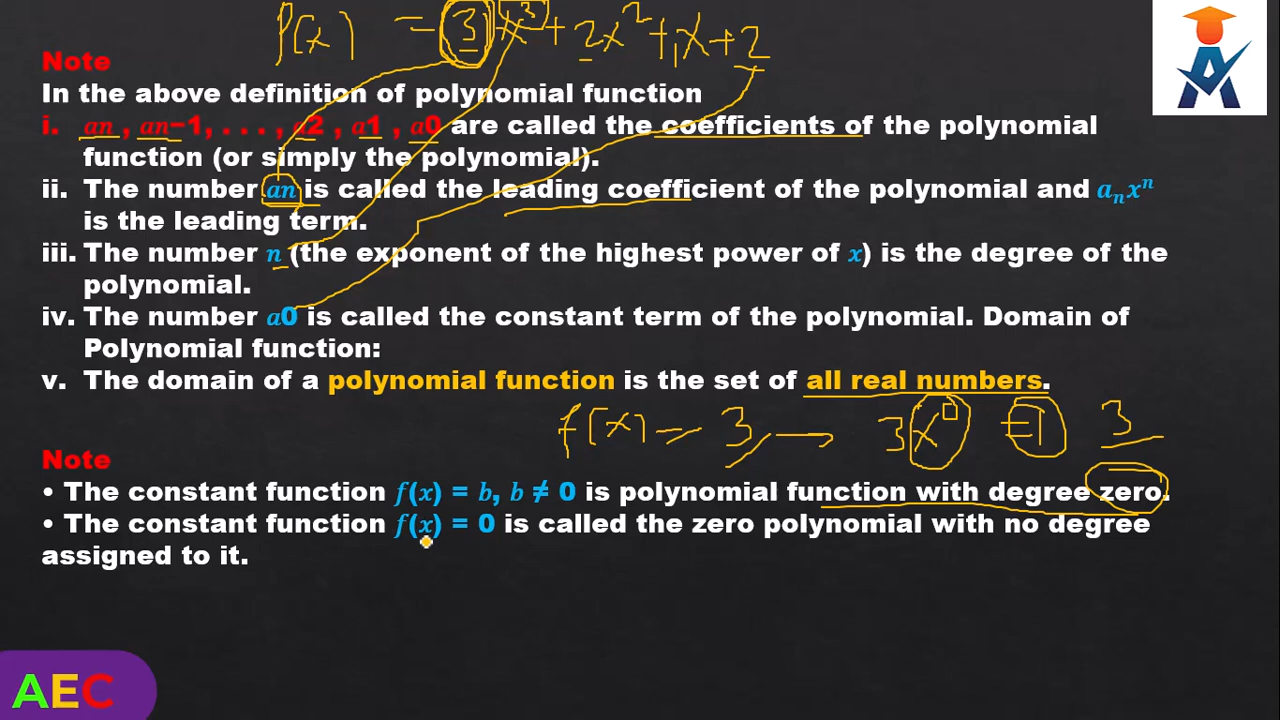 f(x) = 3x³ + 2x² + 1x + 2
Note
In the above definition of polynomial function
i. an , an−1, . . . , a2 , a1 , a0 are called the coefficients of the polynomial
function (or simply the polynomial).
ii. The number an is called the leading coefficient of the polynomial and aₙxⁿ
is the leading term.
iii. The number n (the exponent of the highest power of x) is the degree of the
polynomial.
iv. The number a0 is called the constant term of the polynomial. Domain of
Polynomial function:
v. The domain of a polynomial function is the set of all real numbers.
f(x) = 3, → 3x⁰ =1 3
Note
• The constant function f(x) = b, b ≠ 0 is polynomial function with degree zero.
• The constant function f(x) = 0 is called the zero polynomial with no degree
assigned to it.
AEC